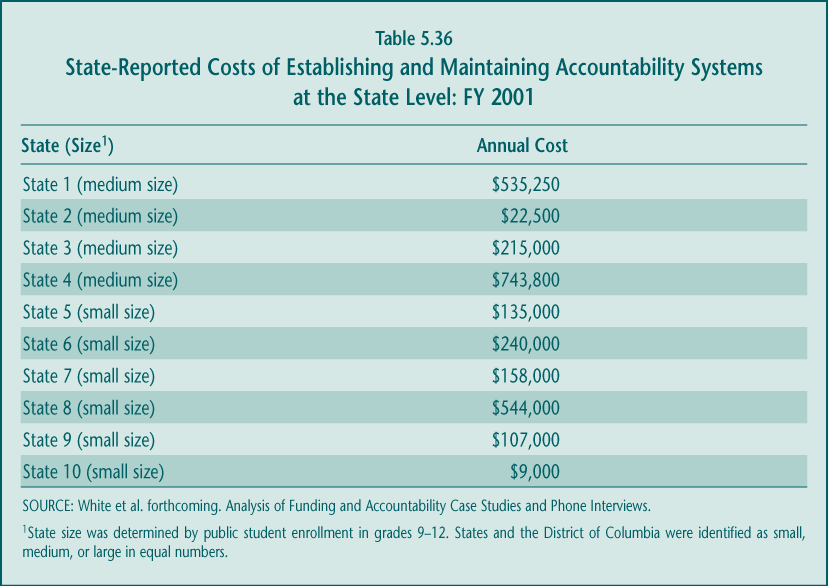 Table 5.36
State-Reported Costs of Establishing and Maintaining Accountability Systems
at the State Level: FY 2001
State (Size¹) Annual Cost
State 1 (medium size) $535,250
State 2 (medium size) $22,500
State 3 (medium size) $215,000
State 4 (medium size) $743,800
State 5 (small size) $135,000
State 6 (small size) $240,000
State 7 (small size) $158,000
State 8 (small size) $544,000
State 9 (small size) $107,000
State 10 (small size) $9,000
SOURCE: White et al. forthcoming. Analysis of Funding and Accountability Case Studies and Phone Interviews.
¹State size was determined by public student enrollment in grades 9–12. States and the District of Columbia were identified as small,
medium, or large in equal numbers.